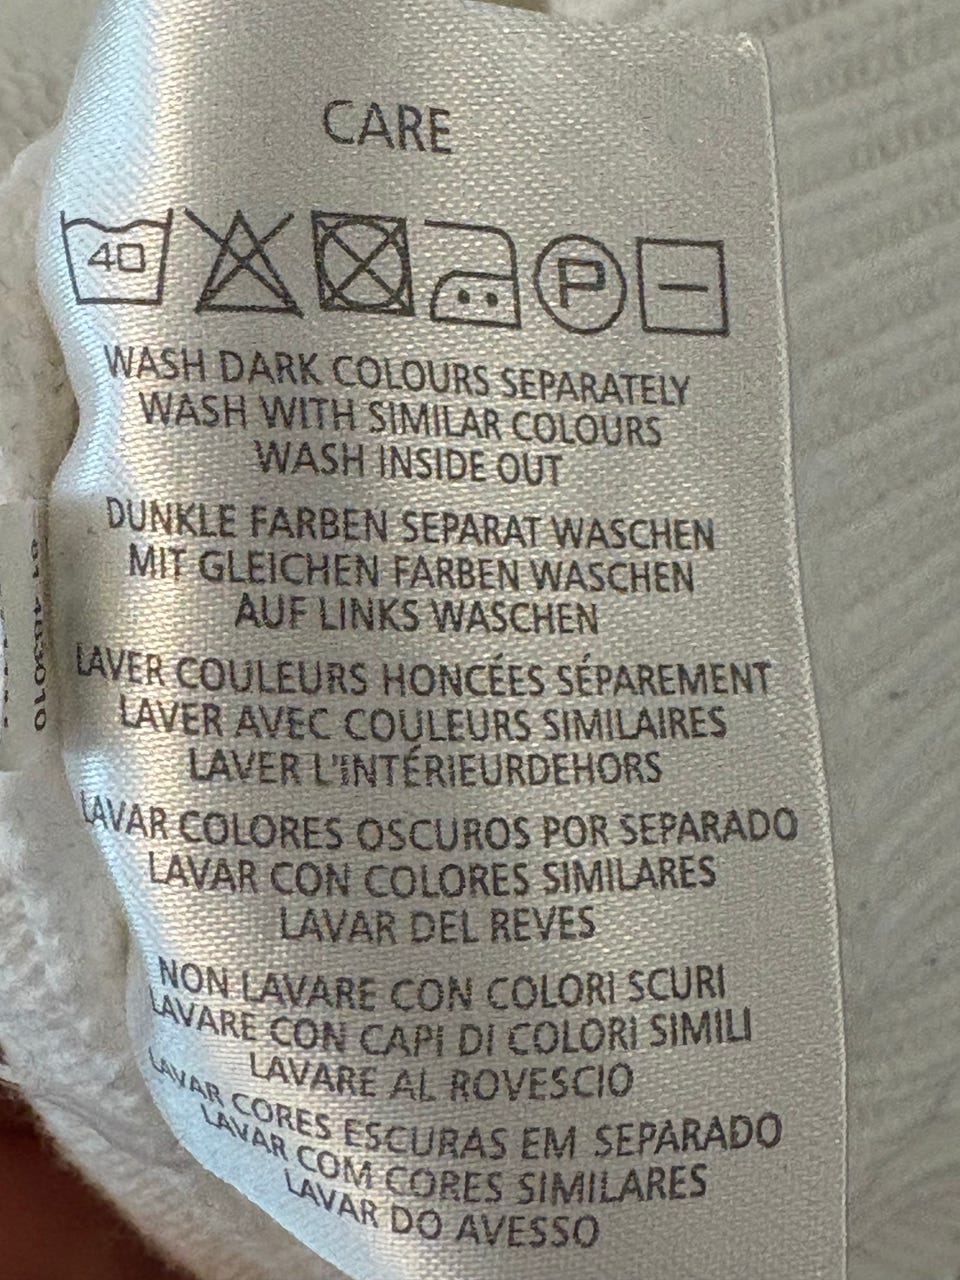 CARE
40
P
WASH DARK COLOURS SEPARATELY
WASH WITH SIMILAR COLOURS
WASH INSIDE OUT
DUNKLE FARBEN SEPARAT WASCHEN
MIT GLEICHEN FARBEN WASCHEN
AUF LINKS WASCHEN
LAVER COULEURS HONCÉES SÉPAREMENT
LAVER AVEC COULEURS SIMILAIRES
LAVER L'INTÉRIEURDEHORS
LAVAR COLORES OSCUROS POR SEPARADO
LAVAR CON COLORES SIMILARES
LAVAR DEL REVES
NON LAVARE CON COLORI SCURI
LAVARE CON CAPI DI COLORI SIMILI
LAVARE AL ROVESCIO
LAVAR CORES ESCURAS EM SEPARADO
LAVAR COM CORES SIMILARES
LAVAR DO AVESSO